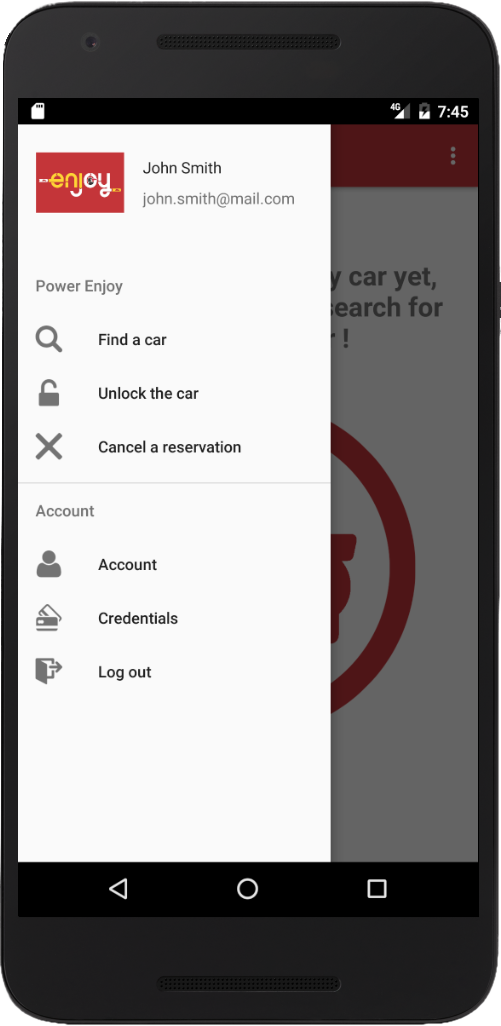 4G 7:45
enjoy
John Smith
john.smith@mail.com
y car yet,
search for
!
Power Enjoy
Find a car
Unlock the car
Cancel a reservation
Account
Account
Credentials
Log out